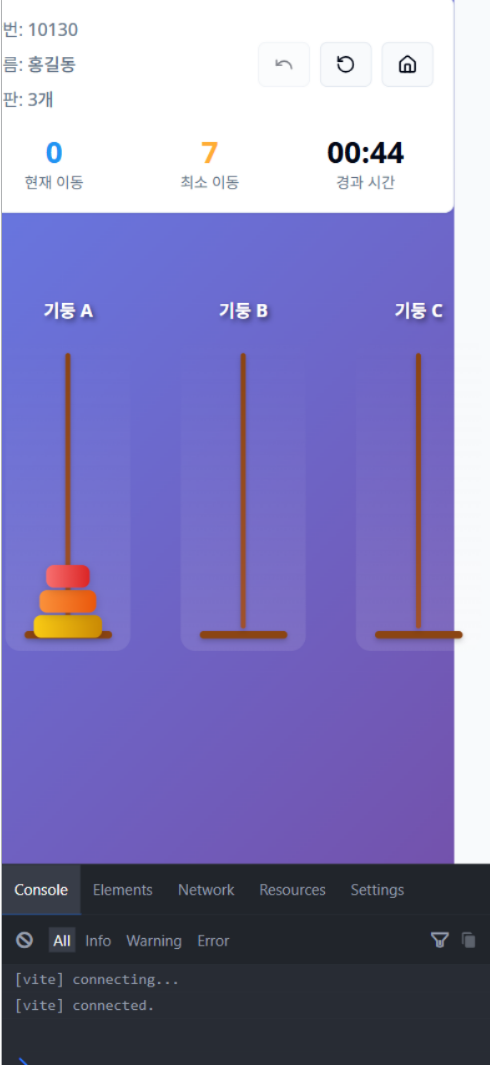 번: 10130
름: 홍길동
판: 3개
0 7 00:44
현재 이동 최소 이동 경과 시간
기둥 A 기둥 B 기둥 C
Console Elements Network Resources Settings
All Info Warning Error
[vite] connecting...
[vite] connected.